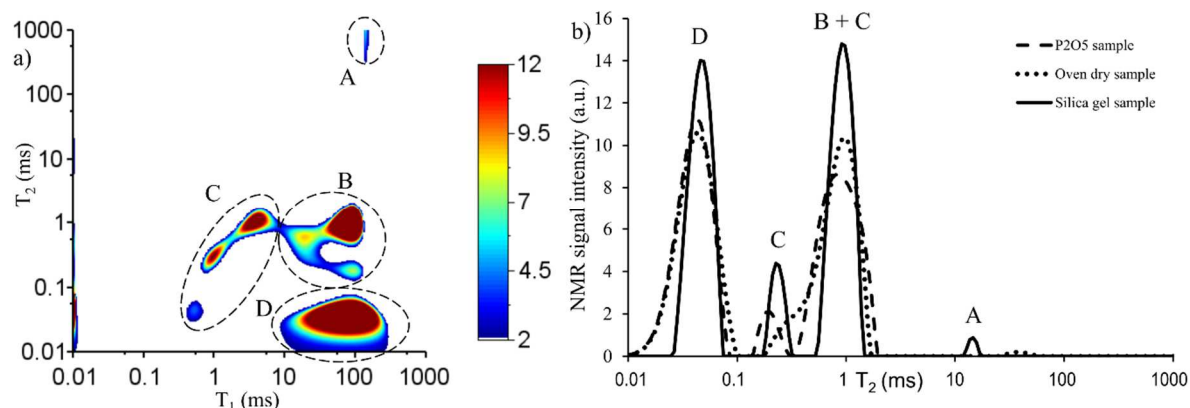 a)
1000
100
10
1
0.1
0.01
T2 (ms)
0.01
0.1
1
10
100
1000
T1 (ms)
A
B
C
D
12
9.5
7
4.5
2
b)
16
14
12
10
8
6
4
2
0
NMR signal intensity (a.u.)
0.01
0.1
1
10
100
1000
T2 (ms)
D
C
B + C
A
P2O5 sample
Oven dry sample
Silica gel sample